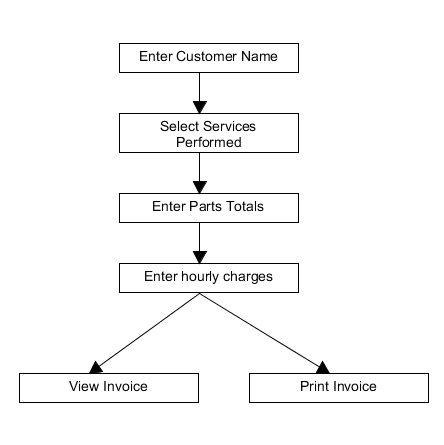 Enter Customer Name
Select Services
Performed
Enter Parts Totals
Enter hourly charges
View Invoice
Print Invoice